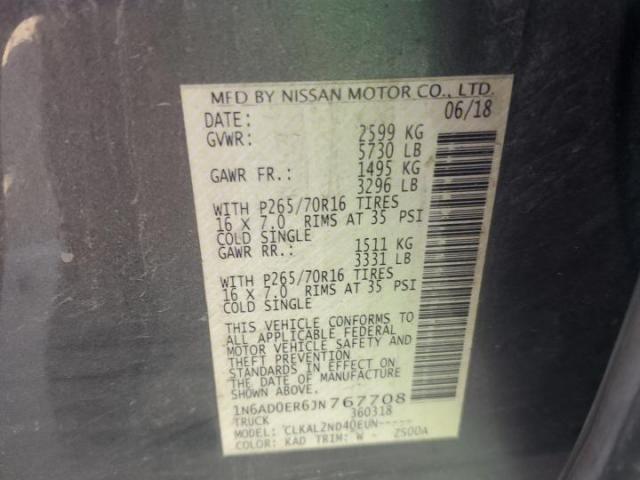 MFD BY NISSAN MOTOR CO., LTD.
DATE: 06/18
GVWR: 2599 KG
5730 LB
GAWR FR.: 1495 KG
3296 LB
WITH P265/70R16 TIRES
16 X 7.0 RIMS AT 35 PSI
COLD SINGLE
GAWR RR.: 1511 KG
3331 LB
WITH P265/70R16 TIRES
16 X 7.0 RIMS AT 35 PSI
COLD SINGLE
THIS VEHICLE CONFORMS TO
ALL APPLICABLE FEDERAL
MOTOR VEHICLE SAFETY AND
THEFT PREVENTION
STANDARDS IN EFFECT ON
THE DATE OF MANUFACTURE
SHOWN ABOVE.
1N6AD0ER6JN767708
TRUCK 360318
MODEL: CLKAL2ND4DEUN-----
COLOR: KAD TRIM: W - 2500A